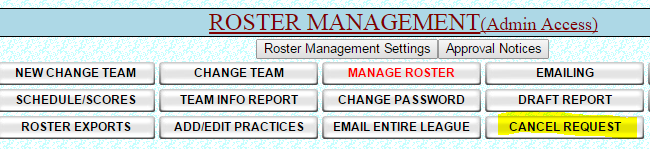 ROSTER MANAGEMENT(Admin Access)
Roster Management Settings Approval Notices
NEW CHANGE TEAM CHANGE TEAM MANAGE ROSTER EMAILING
SCHEDULE/SCORES TEAM INFO REPORT CHANGE PASSWORD DRAFT REPORT
ROSTER EXPORTS ADD/EDIT PRACTICES EMAIL ENTIRE LEAGUE CANCEL REQUEST